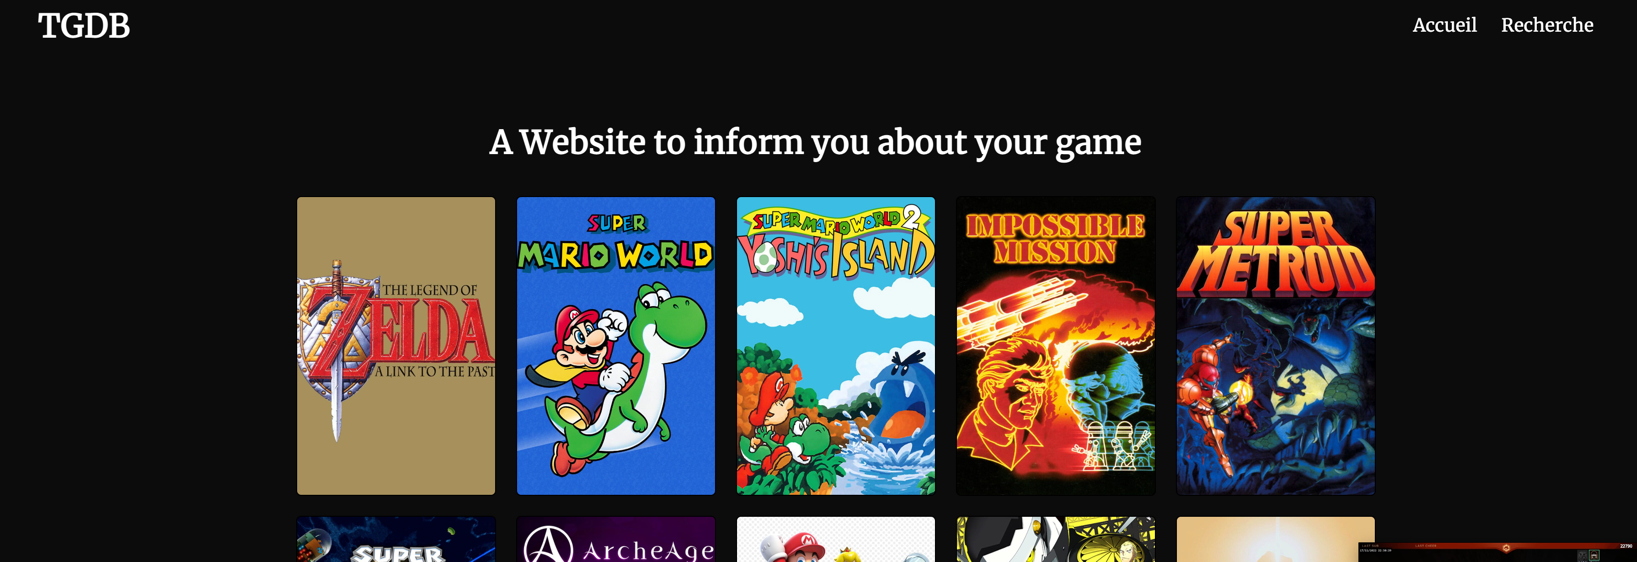 TGDB
Accueil Recherche
A Website to inform you about your game
THE LEGEND OF
ZELDA
A LINK TO THE PAST
SUPER
MARIO WORLD
SUPER MARIO WORLD 2
YOSHI'S ISLAND
IMPOSSIBLE
MISSION
SUPER
METROID
SUPER
ARCHEAGE
22790